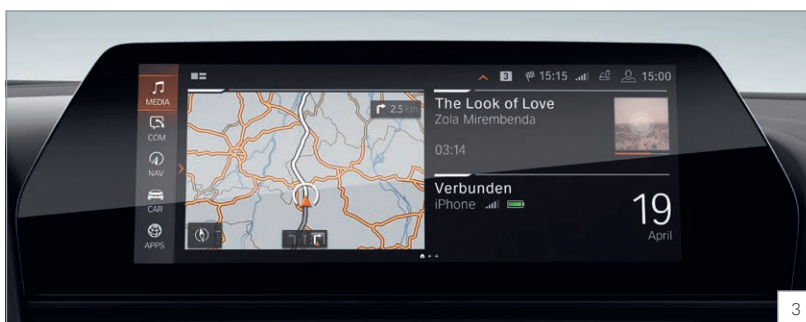 MEDIA
COM
NAV
CAR
APPS
3 15:15 15:00
2.5 km
The Look of Love
Zola Mirembenda
03:14
Verbunden
iPhone
19
April
3